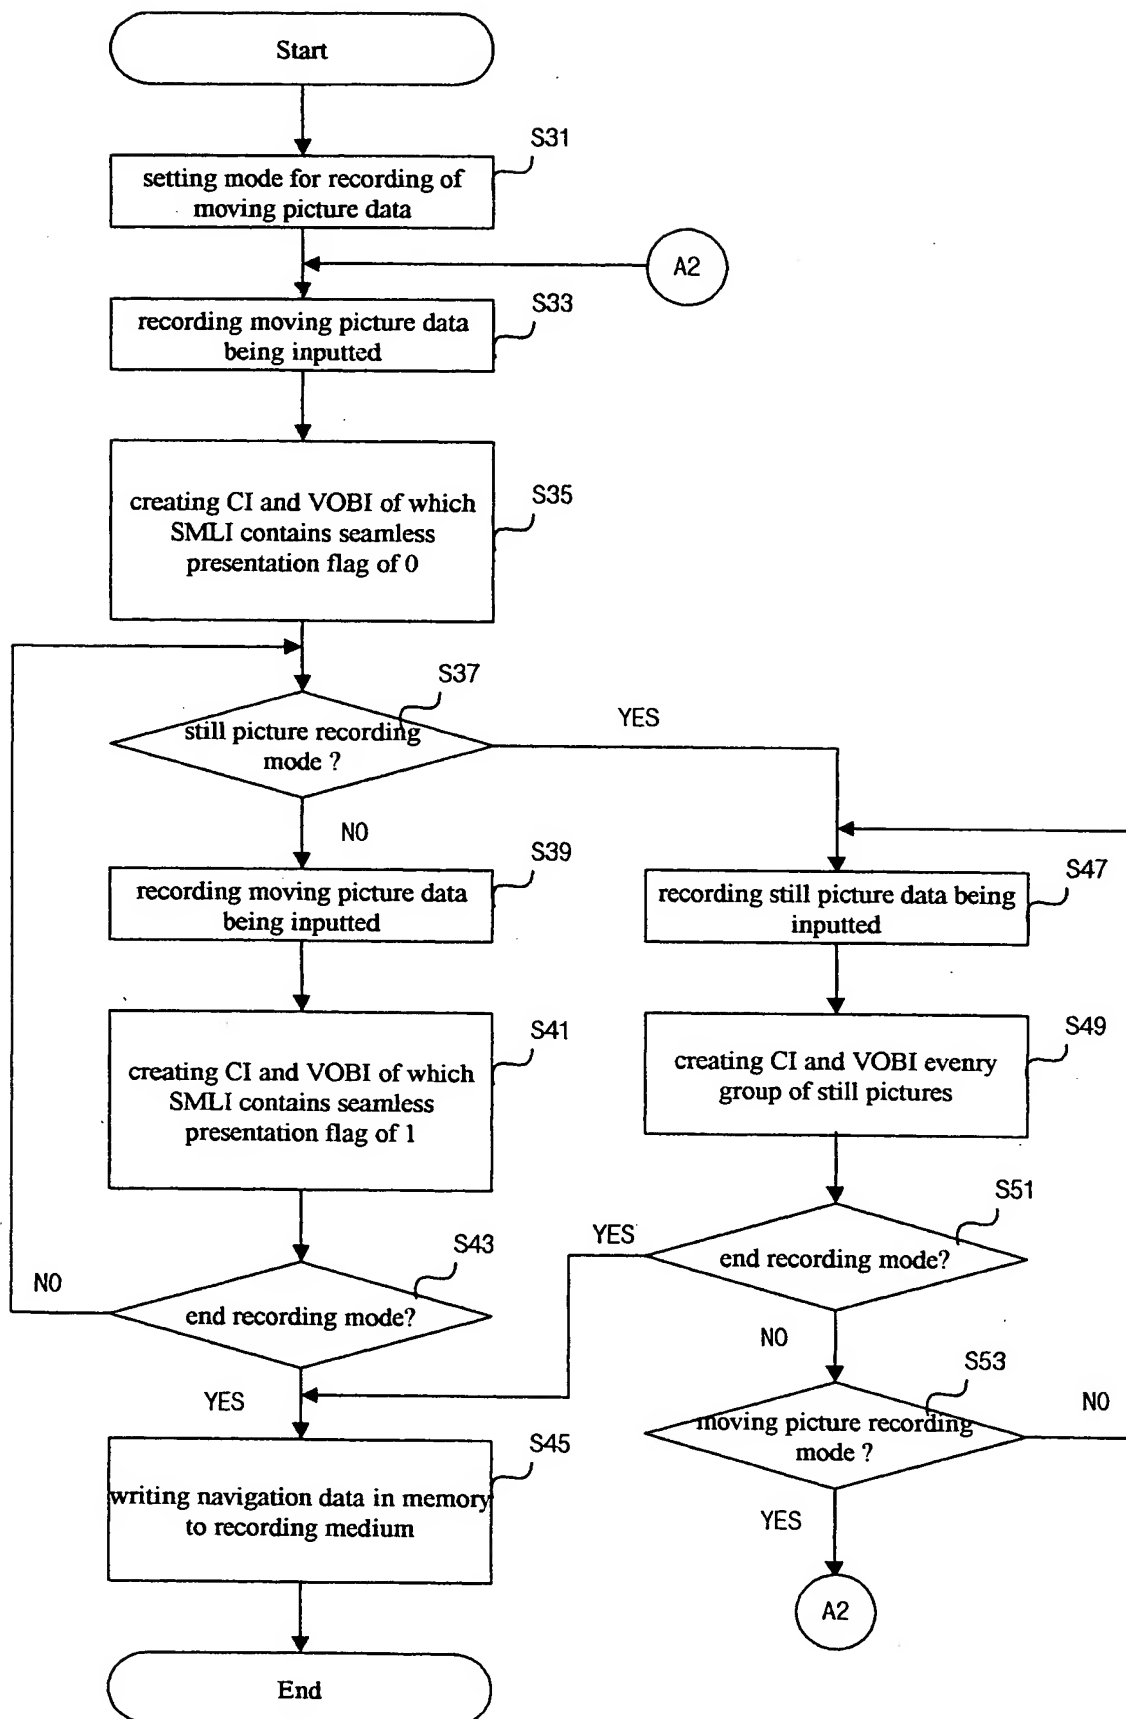 Start
S31
setting mode for recording of
moving picture data
A2
S33
recording moving picture data
being inputted
S35
creating CI and VOBI of which
SMLI contains seamless
presentation flag of 0
S37
still picture recording
mode ?
YES
NO
S39
recording moving picture data
being inputted
S47
recording still picture data being
inputted
S41
creating CI and VOBI of which
SMLI contains seamless
presentation flag of 1
S49
creating CI and VOBI evenry
group of still pictures
S43
end recording mode?
NO
YES
S51
end recording mode?
YES
NO
S53
moving picture recording
mode ?
NO
YES
S45
writing navigation data in memory
to recording medium
A2
End